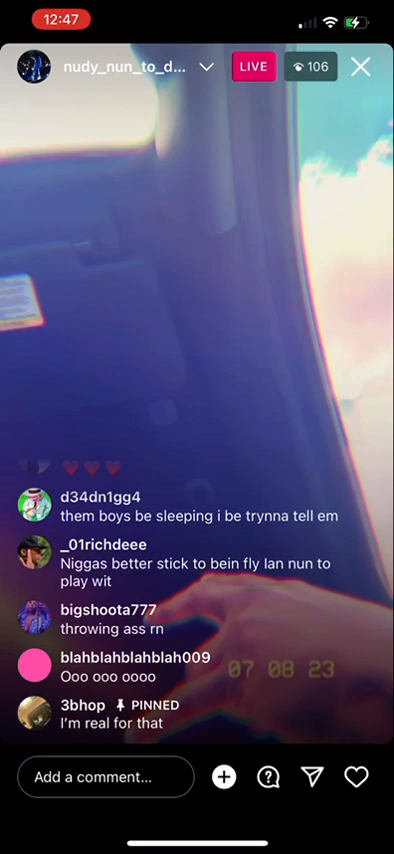 12:47
nudy_nun_to_d...
LIVE
106
d34dn1gg4
them boys be sleeping i be trynna tell em
_01richdeee
Niggas better stick to bein fly Ian nun to
play wit
bigshoota777
throwing ass rn
blahblahblahblah009
Ooo ooo oooo
07 08 23
3bhop PINNED
I'm real for that
Add a comment...